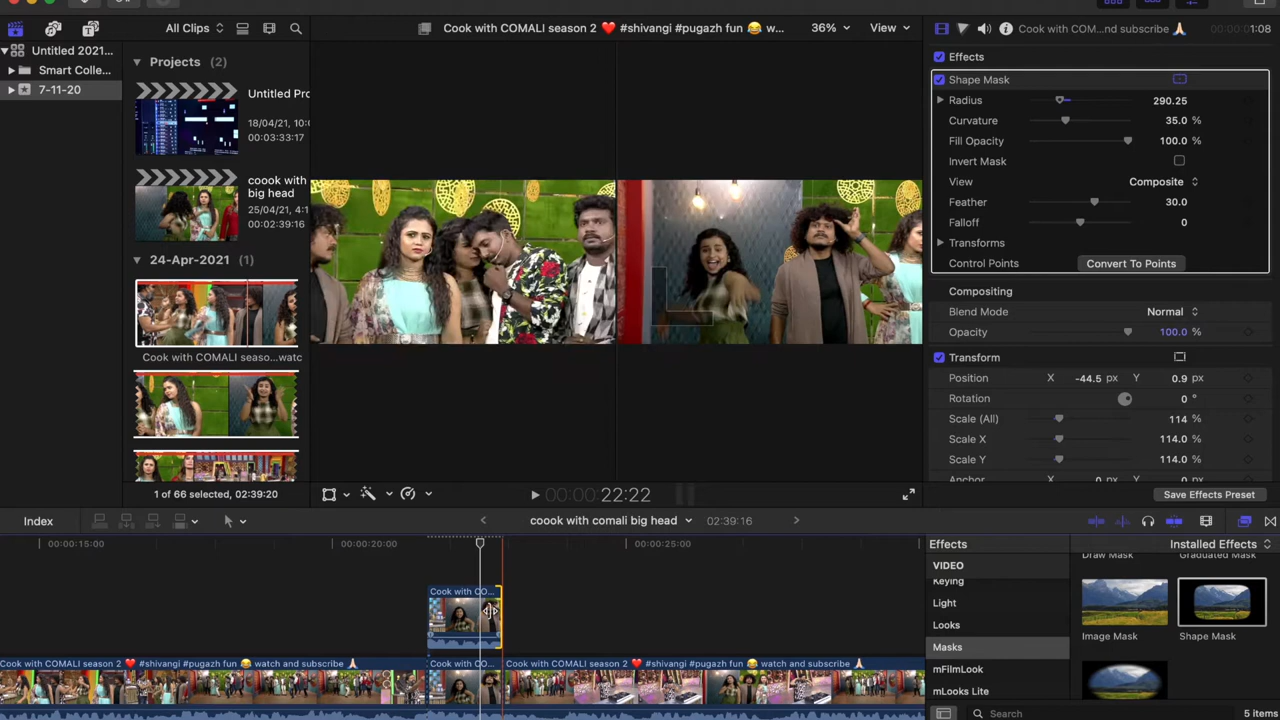 All Clips
Cook with COMALI season 2 ❤️ #shivangi #pugazh fun 😂 w...
36%
View
Cook with COM...nd subscribe 🙏
00:00:01:08
Untitled 2021...
Smart Colle...
7-11-20
Projects (2)
Untitled Pro
18/04/21, 10:
00:03:33:17
coook with
big head
25/04/21, 4:1
00:02:39:16
24-Apr-2021 (1)
Cook with COMALI seaso...watc
1 of 66 selected, 02:39:20
00:00:22:22
Effects
Shape Mask
Radius 290.25
Curvature 35.0 %
Fill Opacity 100.0 %
Invert Mask
View Composite
Feather 30.0
Falloff 0
Transforms
Control Points Convert To Points
Compositing
Blend Mode Normal
Opacity 100.0 %
Transform
Position X -44.5 px Y 0.9 px
Rotation 0 °
Scale (All) 114 %
Scale X 114.0 %
Scale Y 114.0 %
Anchor X 0 px Y 0 px
Save Effects Preset
Index
coook with comali big head
02:39:16
00:00:15:00
00:00:20:00
00:00:25:00
Cook with CO...
Cook with COMALI season 2 ❤️ #shivangi #pugazh fun 😂 watch and subscribe 🙏
Cook with CO...
Cook with COMALI season 2 ❤️ #shivangi #pugazh fun 😂 watch and subscribe 🙏
Effects
Installed Effects
VIDEO
Keying
Light
Looks
Masks
mFilmLook
mLooks Lite
Draw Mask
Graduated Mask
Image Mask
Shape Mask
Search
5 items